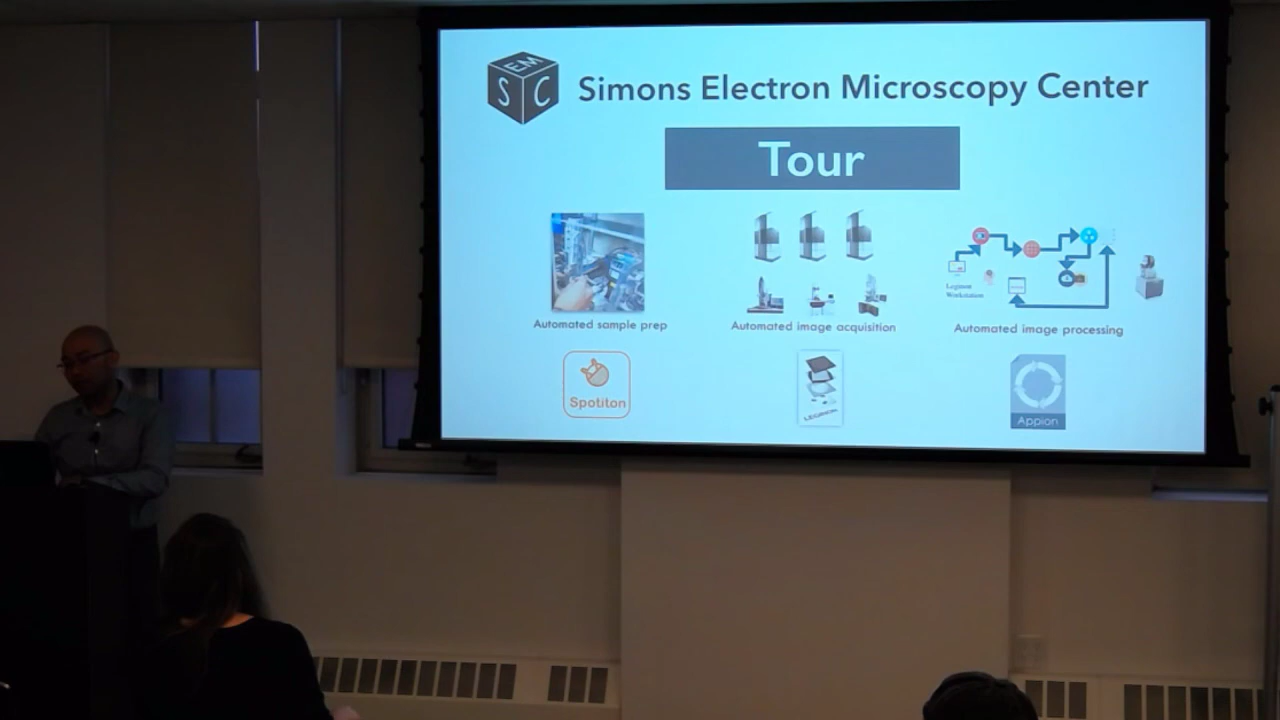 EM
S C
Simons Electron Microscopy Center
Tour
Leginon
Workstation
Automated sample prep
Automated image acquisition
Automated image processing
Spotiton
LEGINON
Appion